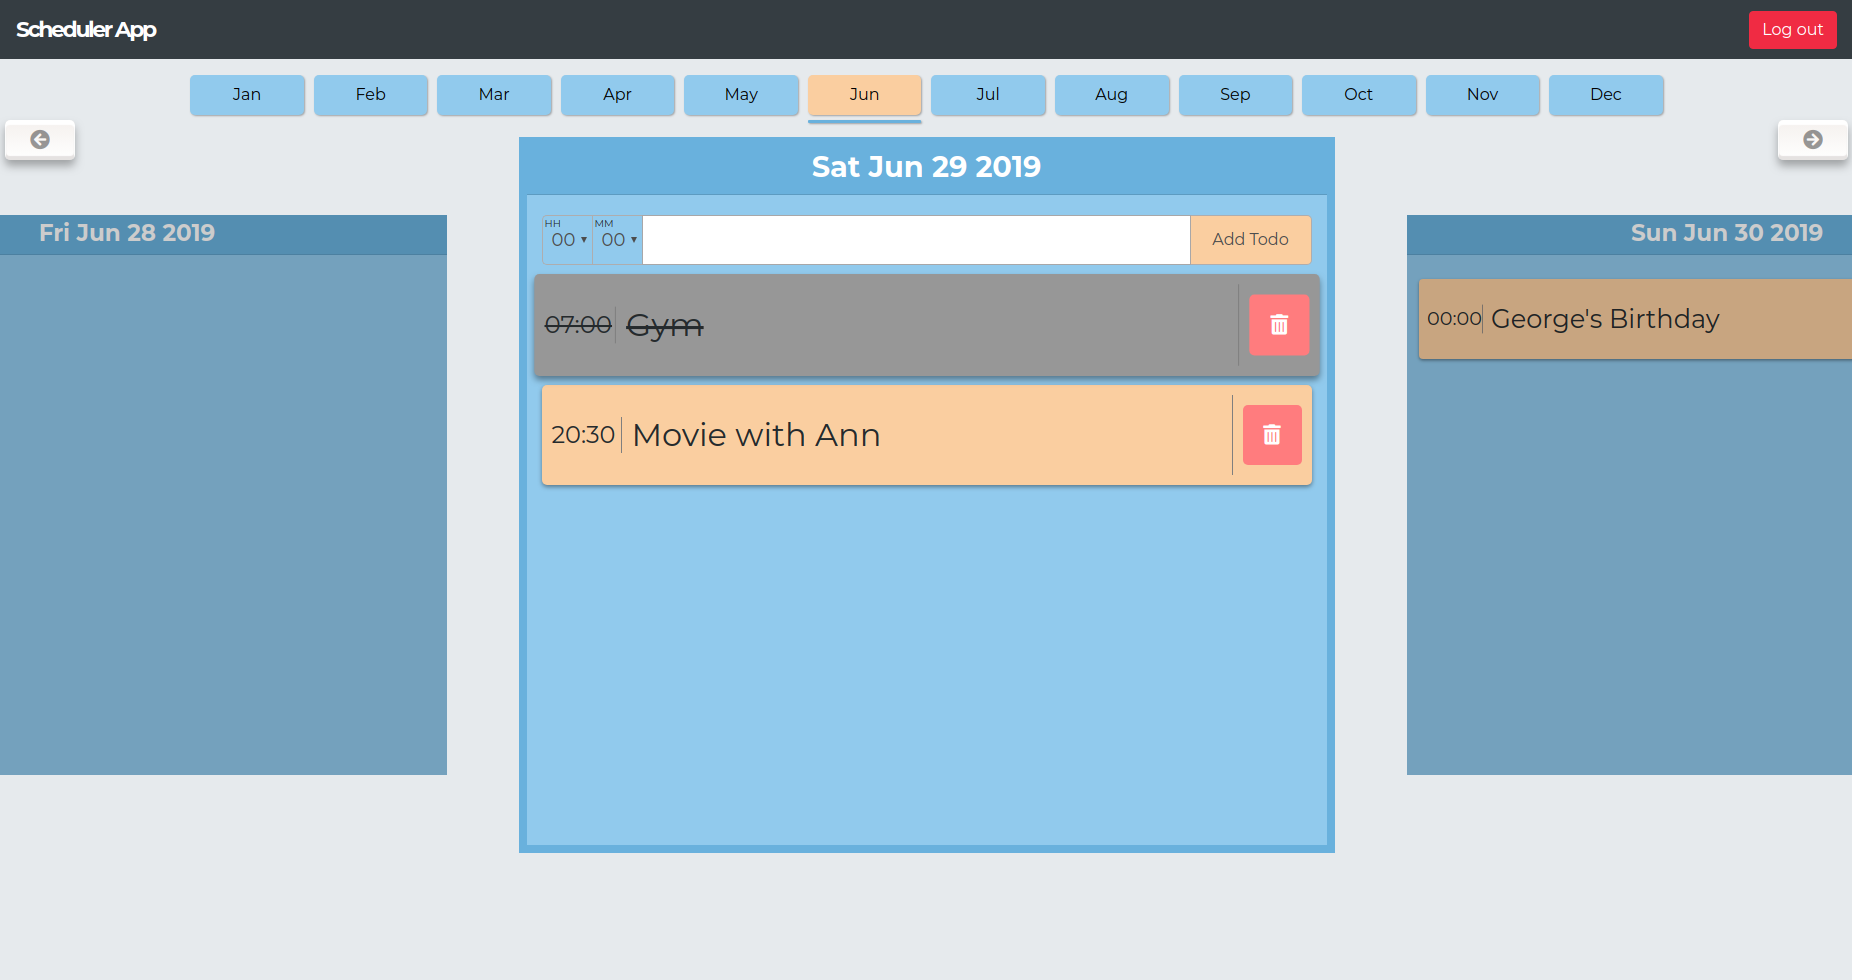 Scheduler App
Log out
Jan Feb Mar Apr May Jun Jul Aug Sep Oct Nov Dec
Fri Jun 28 2019
Sat Jun 29 2019
HH MM
00 00 Add Todo
07:00 Gym
20:30 Movie with Ann
Sun Jun 30 2019
00:00 George's Birthday